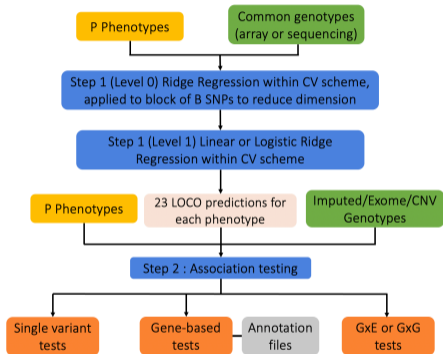 P Phenotypes
Common genotypes
(array or sequencing)
Step 1 (Level 0) Ridge Regression within CV scheme,
applied to block of B SNPs to reduce dimension
Step 1 (Level 1) Linear or Logistic Ridge
Regression within CV scheme
P Phenotypes
23 LOCO predictions for
each phenotype
Imputed/Exome/CNV
Genotypes
Step 2 : Association testing
Single variant
tests
Gene-based
tests
Annotation
files
GxE or GxG
tests